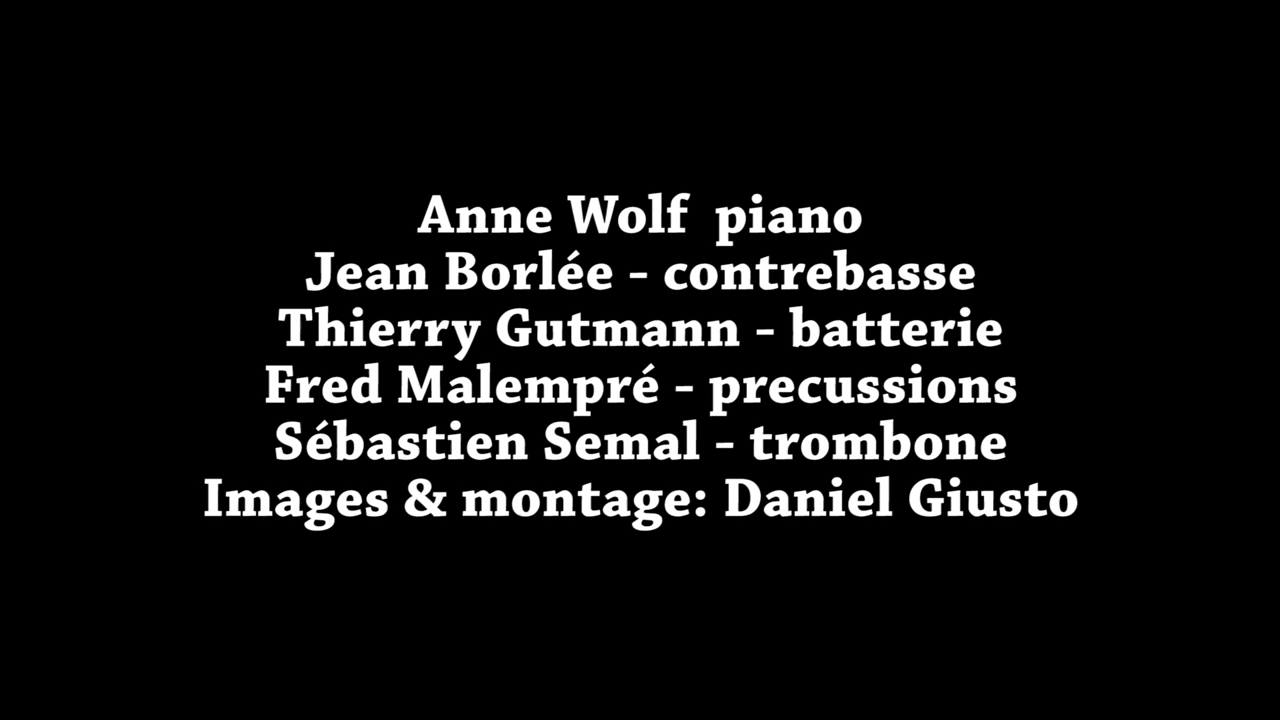 Anne Wolf  piano
Jean Borlée - contrebasse
Thierry Gutmann - batterie
Fred Malempré - precussions
Sébastien Semal - trombone
Images & montage: Daniel Giusto